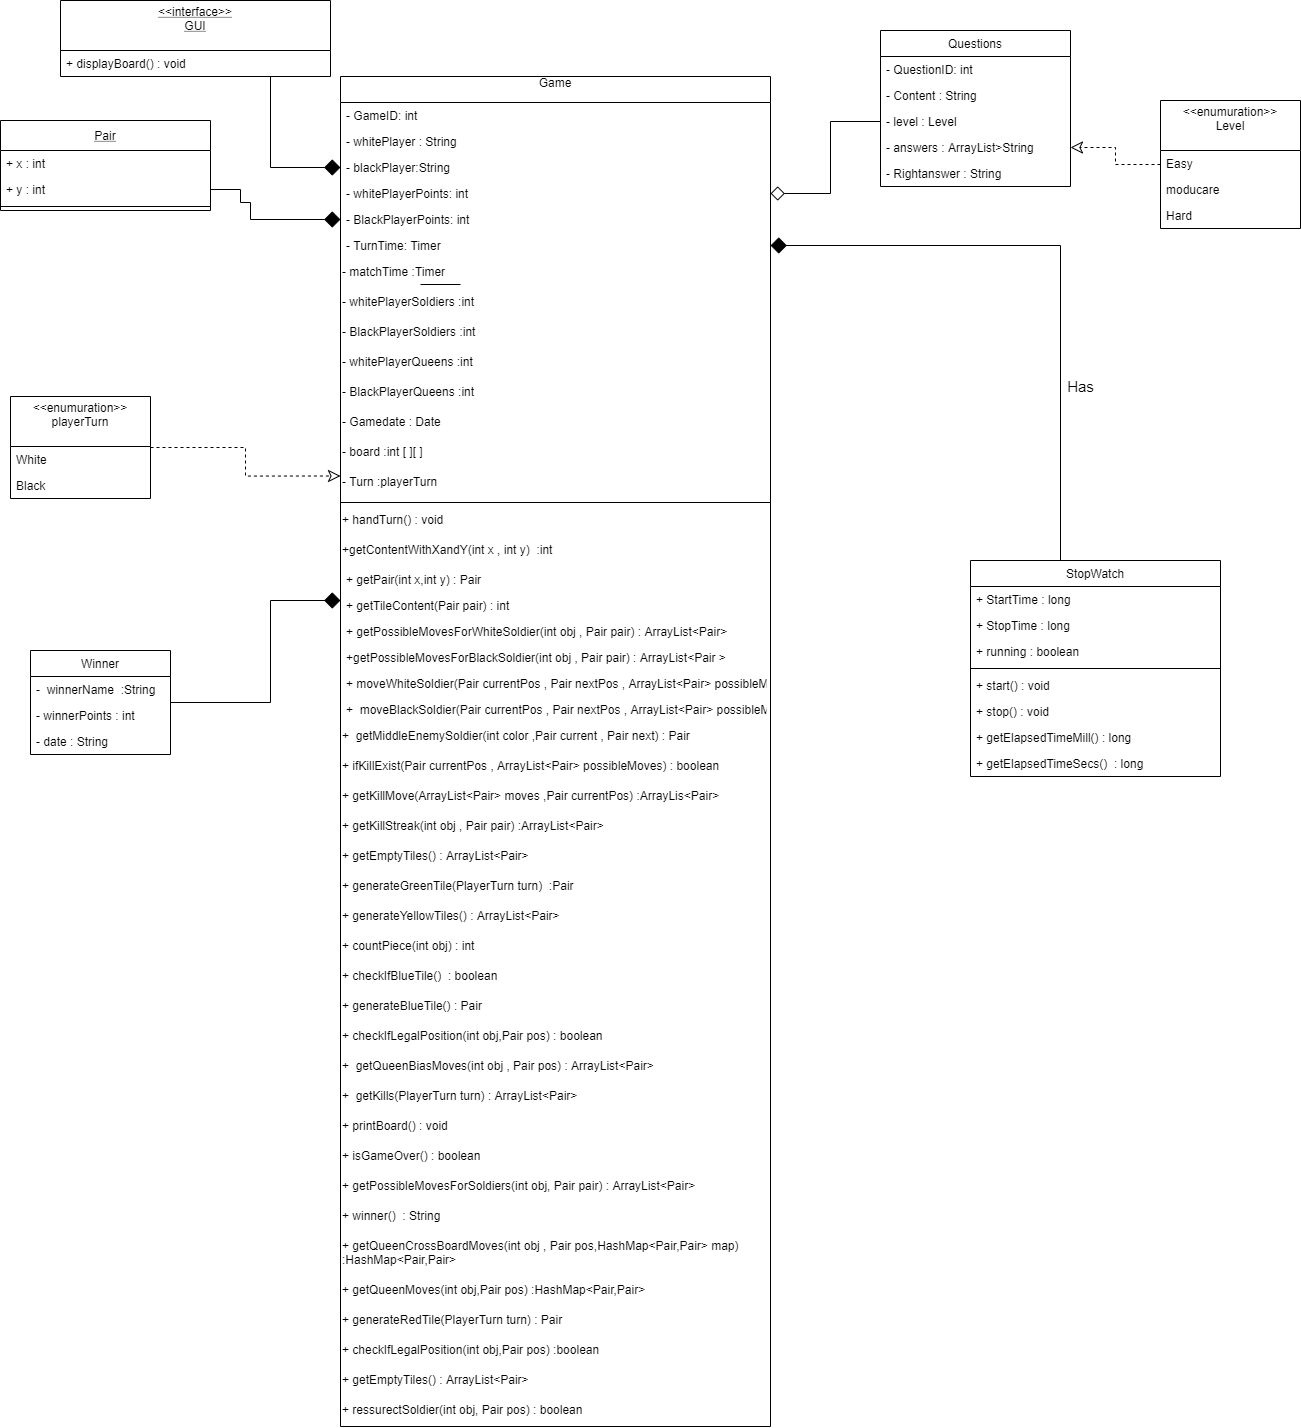 <<interface>>
GUI
+ displayBoard() : void
Pair
+ x : int
+ y : int
Game
- GameID: int
- whitePlayer : String
- blackPlayer:String
- whitePlayerPoints: int
- BlackPlayerPoints: int
- TurnTime: Timer
- matchTime :Timer
- whitePlayerSoldiers :int
- BlackPlayerSoldiers :int
- whitePlayerQueens :int
- BlackPlayerQueens :int
- Gamedate : Date
- board :int [ ][ ]
- Turn :playerTurn
+ handTurn() : void
+getContentWithXandY(int x , int y)  :int
+ getPair(int x,int y) : Pair
+ getTileContent(Pair pair) : int
+ getPossibleMovesForWhiteSoldier(int obj , Pair pair) : ArrayList<Pair>
+getPossibleMovesForBlackSoldier(int obj , Pair pair) : ArrayList<Pair >
+ moveWhiteSoldier(Pair currentPos , Pair nextPos , ArrayList<Pair> possibleM
+  moveBlackSoldier(Pair currentPos , Pair nextPos , ArrayList<Pair> possibleM
+  getMiddleEnemySoldier(int color ,Pair current , Pair next) : Pair
+ ifKillExist(Pair currentPos , ArrayList<Pair> possibleMoves) : boolean
+ getKillMove(ArrayList<Pair> moves ,Pair currentPos) :ArrayLis<Pair>
+ getKillStreak(int obj , Pair pair) :ArrayList<Pair>
+ getEmptyTiles() : ArrayList<Pair>
+ generateGreenTile(PlayerTurn turn)  :Pair
+ generateYellowTiles() : ArrayList<Pair>
+ countPiece(int obj) : int
+ checkIfBlueTile()  : boolean
+ generateBlueTile() : Pair
+ checkIfLegalPosition(int obj,Pair pos) : boolean
+  getQueenBiasMoves(int obj , Pair pos) : ArrayList<Pair>
+  getKills(PlayerTurn turn) : ArrayList<Pair>
+ printBoard() : void
+ isGameOver() : boolean
+ getPossibleMovesForSoldiers(int obj, Pair pair) : ArrayList<Pair>
+ winner()  : String
+ getQueenCrossBoardMoves(int obj , Pair pos,HashMap<Pair,Pair> map)
:HashMap<Pair,Pair>
+ getQueenMoves(int obj,Pair pos) :HashMap<Pair,Pair>
+ generateRedTile(PlayerTurn turn) : Pair
+ checkIfLegalPosition(int obj,Pair pos) :boolean
+ getEmptyTiles() : ArrayList<Pair>
+ ressurectSoldier(int obj, Pair pos) : boolean
<<enumuration>>
playerTurn
White
Black
Winner
-  winnerName  :String
- winnerPoints : int
- date : String
Questions
- QuestionID: int
- Content : String
- level : Level
- answers : ArrayList>String
- Rightanswer : String
<<enumuration>>
Level
Easy
moducare
Hard
Has
StopWatch
+ StartTime : long
+ StopTime : long
+ running : boolean
+ start() : void
+ stop() : void
+ getElapsedTimeMill() : long
+ getElapsedTimeSecs()  : long